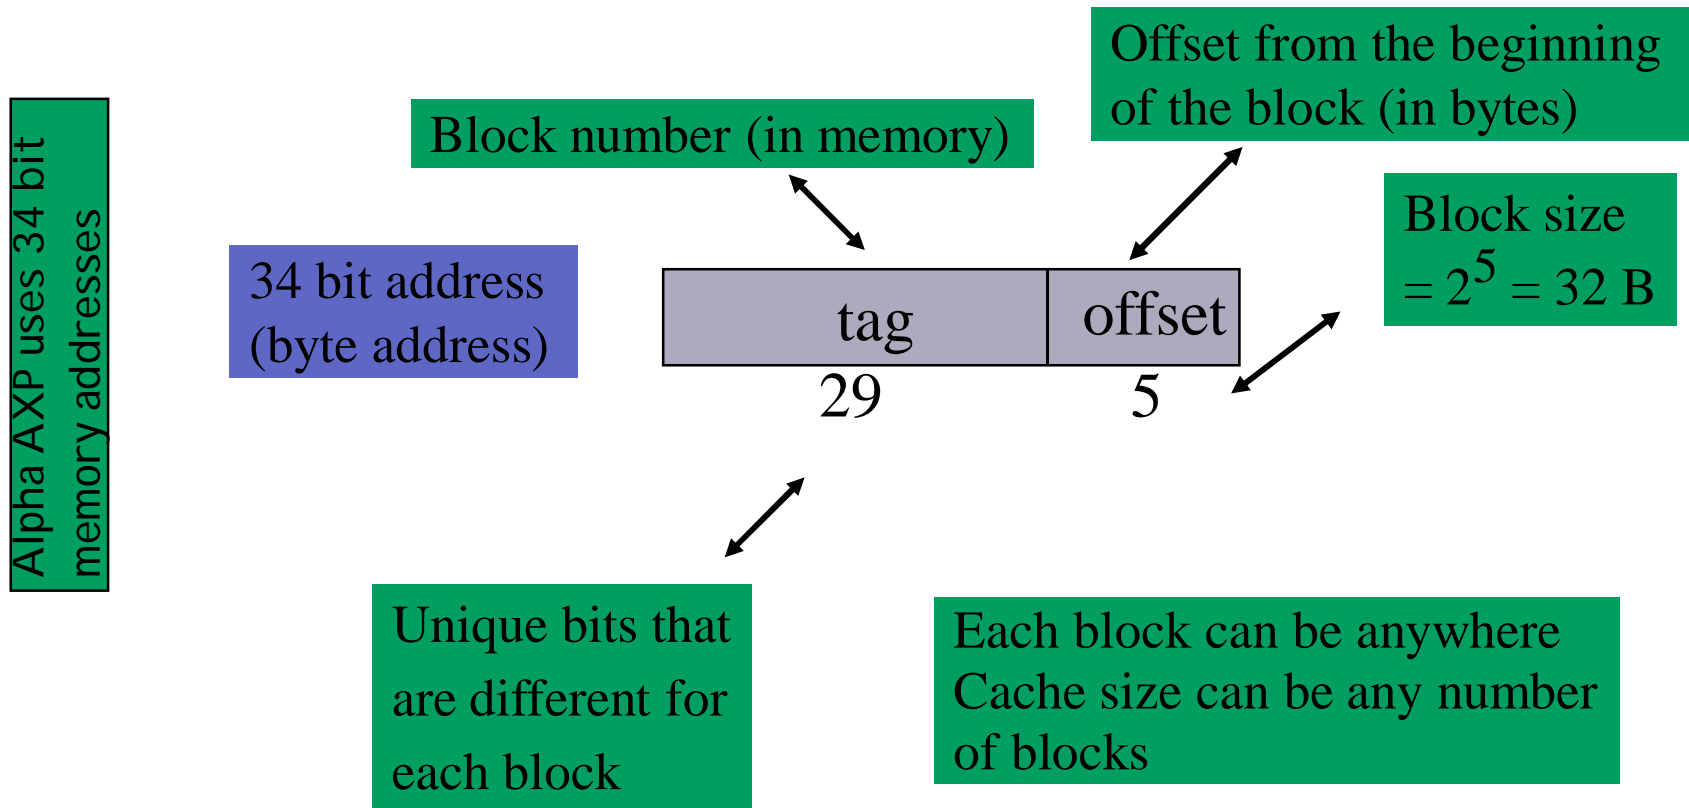 Alpha AXP uses 34 bit
memory addresses
Block number (in memory)
Offset from the beginning
of the block (in bytes)
Block size
= 2^5 = 32 B
34 bit address
(byte address)
tag
offset
29
5
Unique bits that
are different for
each block
Each block can be anywhere
Cache size can be any number
of blocks